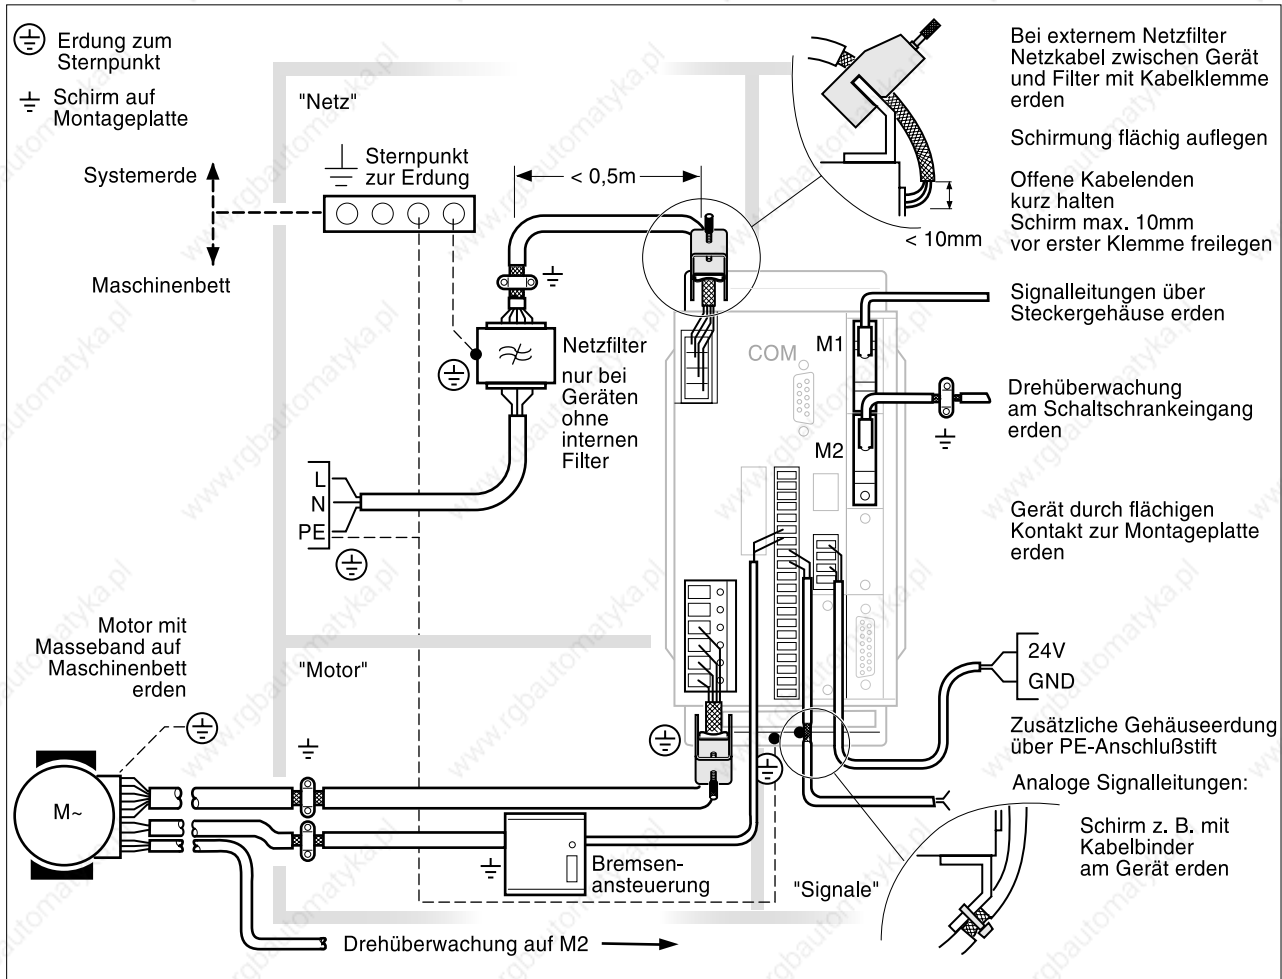 Erdung zum
Sternpunkt
Schirm auf
Montageplatte
Systemerde
Maschinenbett
"Netz"
Sternpunkt
zur Erdung
< 0,5m
Netzfilter
nur bei
Geräten
ohne
internen
Filter
L
N
PE
COM
M1
M2
< 10mm
Bei externem Netzfilter
Netzkabel zwischen Gerät
und Filter mit Kabelklemme
erden
Schirmung flächig auflegen
Offene Kabelenden
kurz halten
Schirm max. 10mm
vor erster Klemme freilegen
Signalleitungen über
Steckergehäuse erden
Drehüberwachung
am Schaltschrankeingang
erden
Gerät durch flächigen
Kontakt zur Montageplatte
erden
24V
GND
Zusätzliche Gehäuseerdung
über PE-Anschlußstift
Analoge Signalleitungen:
Schirm z. B. mit
Kabelbinder
am Gerät erden
Motor mit
Masseband auf
Maschinenbett
erden
"Motor"
M~
Bremsen-
ansteuerung
"Signale"
Drehüberwachung auf M2
www.rgbautomatyka.pl